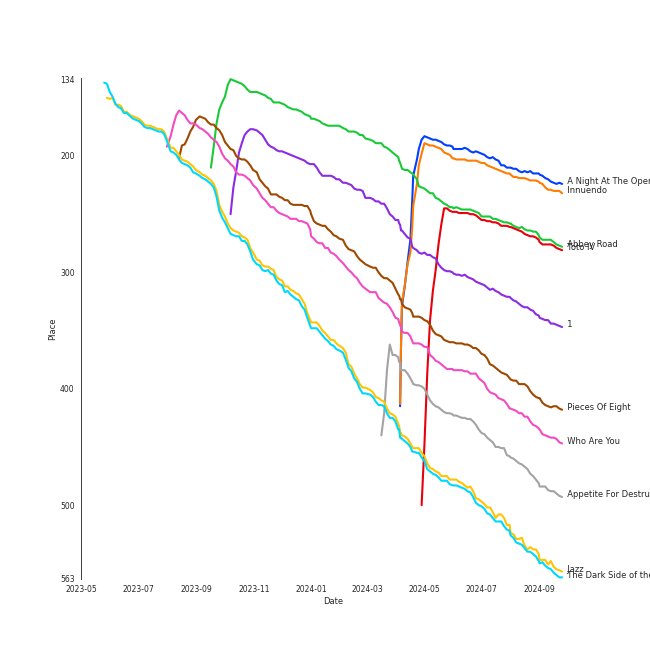 134
200
300
400
500
563
Place
2023-05
2023-07
2023-09
2023-11
2024-01
2024-03
2024-05
2024-07
2024-09
Date
A Night At The Oper
Innuendo
Abbey Road
Toto IV
1
Pieces Of Eight
Who Are You
Appetite For Destru
Jazz
The Dark Side of the